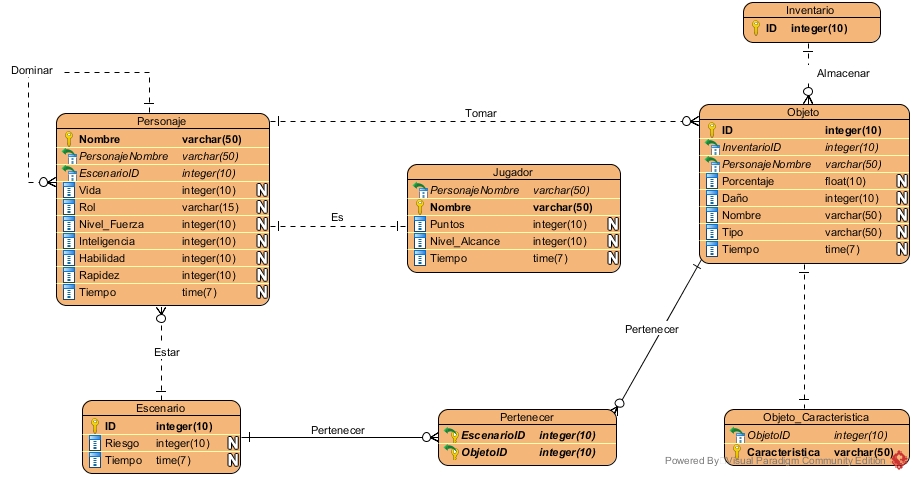 Dominar
Personaje
Nombre varchar(50)
PersonajeNombre varchar(50)
EscenarioID integer(10)
Vida integer(10) N
Rol varchar(15) N
Nivel_Fuerza integer(10) N
Inteligencia integer(10) N
Habilidad integer(10) N
Rapidez integer(10) N
Tiempo time(7) N
Estar
Escenario
ID integer(10)
Riesgo integer(10) N
Tiempo time(7) N
Es
Tomar
Pertenecer
Jugador
PersonajeNombre varchar(50)
Nombre varchar(50)
Puntos integer(10) N
Nivel_Alcance integer(10) N
Tiempo time(7) N
Pertenecer
EscenarioID integer(10)
ObjetoID integer(10)
Pertenecer
Inventario
ID integer(10)
Almacenar
Objeto
ID integer(10)
InventarioID integer(10)
PersonajeNombre varchar(50)
Porcentaje float(10) N
Daño integer(10) N
Nombre varchar(50) N
Tipo varchar(50) N
Tiempo time(7) N
Objeto_Caracteristica
ObjetoID integer(10)
Caracteristica varchar(50)
Powered By Visual Paradigm Community Edition